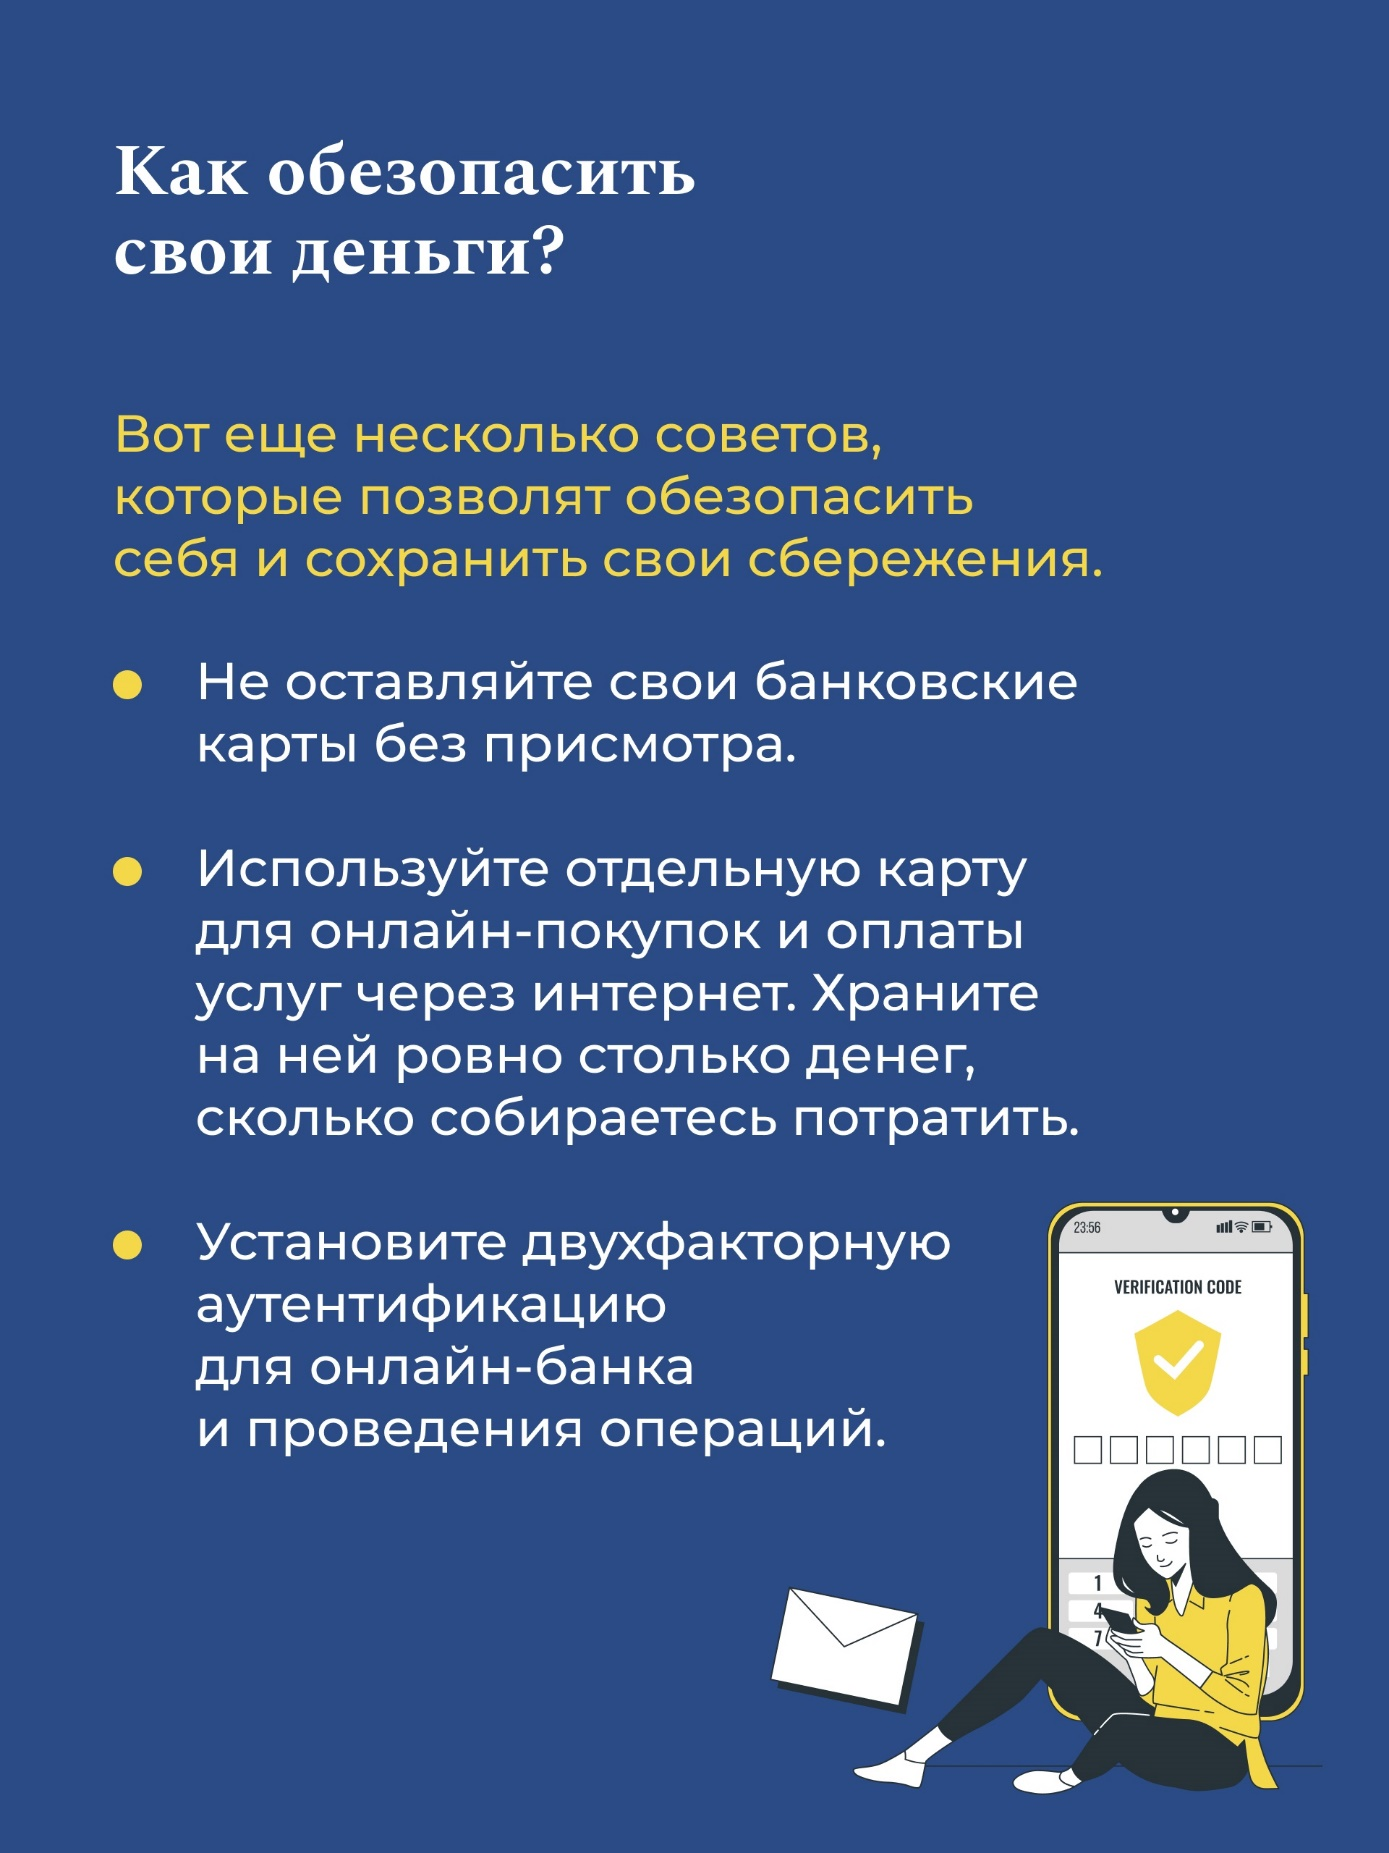 Как обезопасить
свои деньги?
Вот еще несколько советов,
которые позволят обезопасить
себя и сохранить свои сбережения.
Не оставляйте свои банковские
карты без присмотра.
Используйте отдельную карту
для онлайн-покупок и оплаты
услуг через интернет. Храните
на ней ровно столько денег,
сколько собираетесь потратить.
Установите двухфакторную
аутентификацию
для онлайн-банка
и проведения операций.
23:56
VERIFICATION CODE
1
4
7